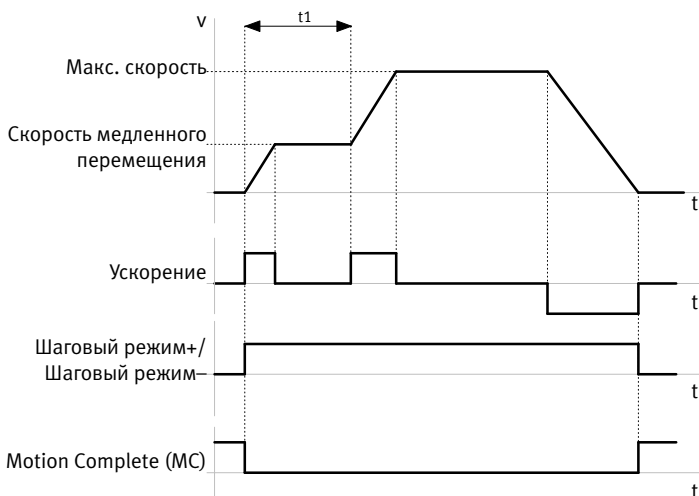 v
t1
Макс. скорость
Скорость медленного
перемещения
t
Ускорение
t
Шаговый режим+/
Шаговый режим–
t
Motion Complete (MC)
t